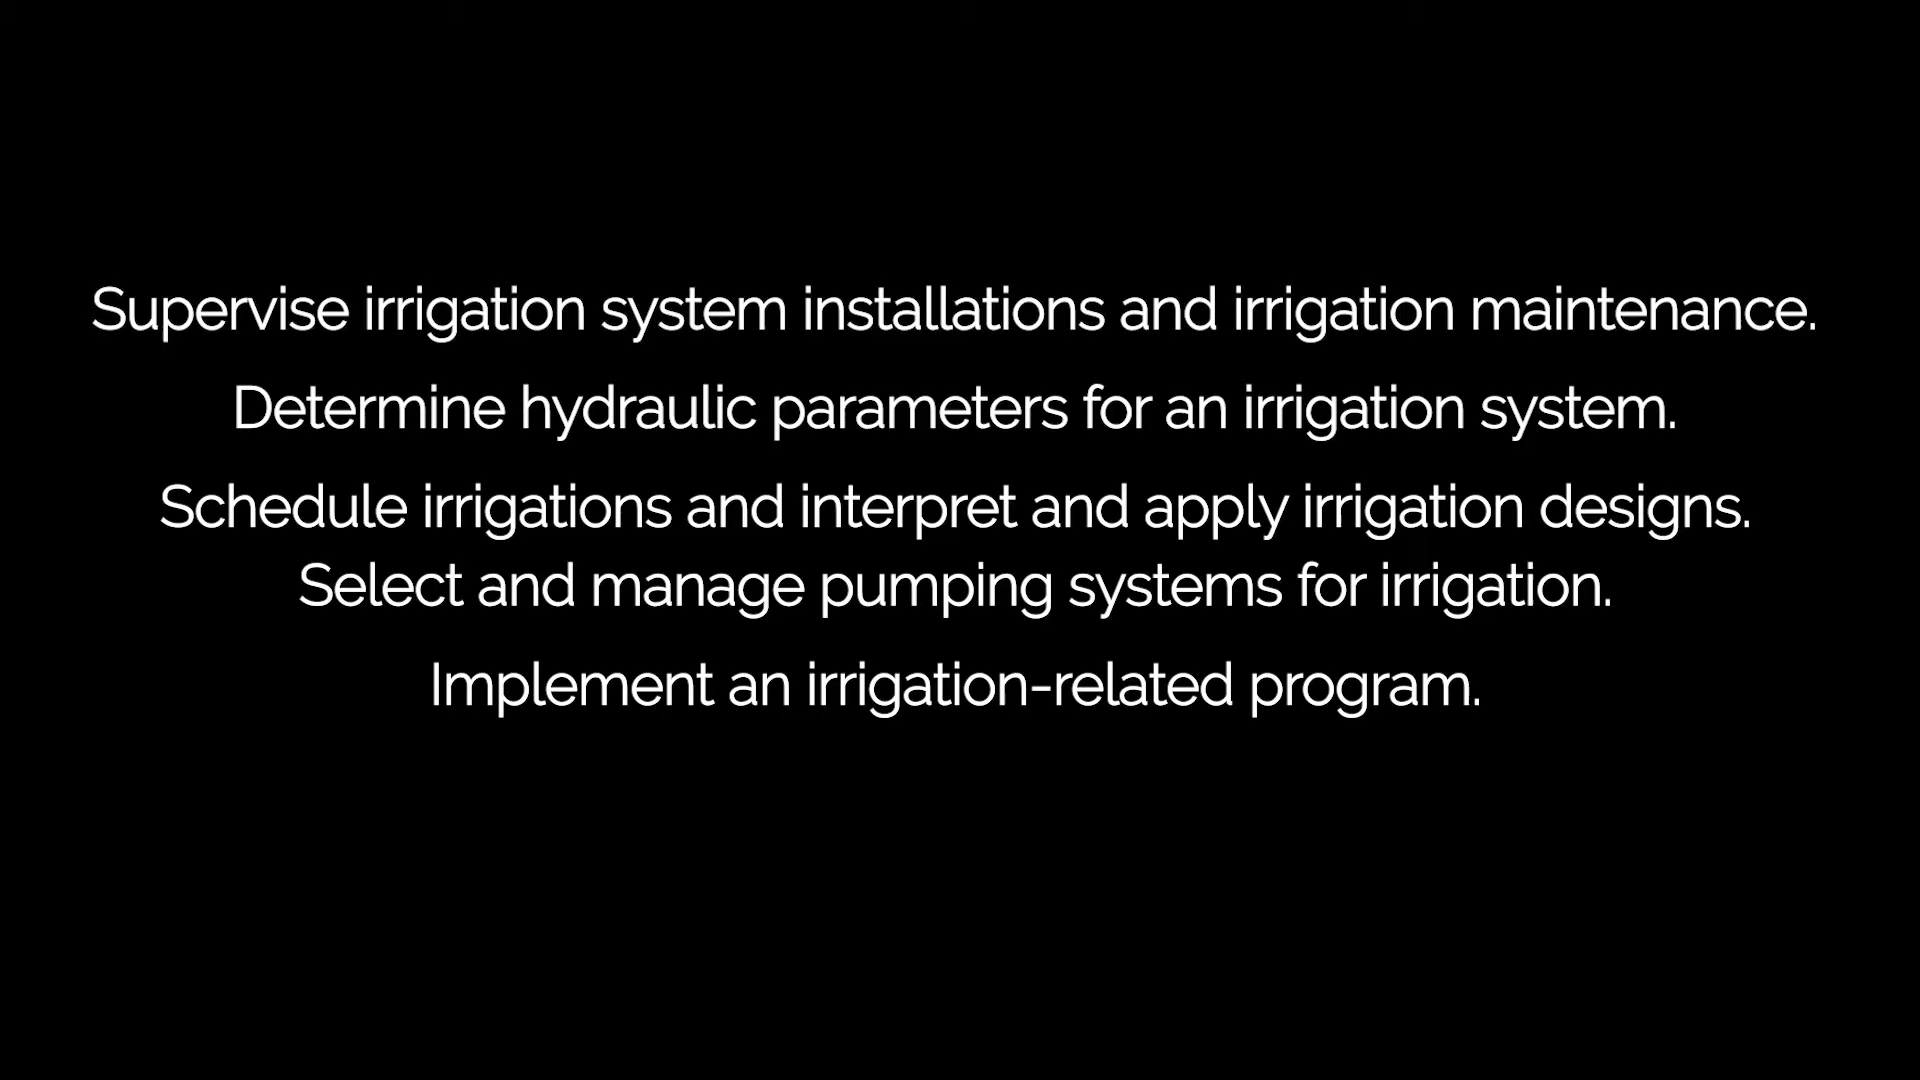 Supervise irrigation system installations and irrigation maintenance.
Determine hydraulic parameters for an irrigation system.
Schedule irrigations and interpret and apply irrigation designs.
Select and manage pumping systems for irrigation.
Implement an irrigation-related program.